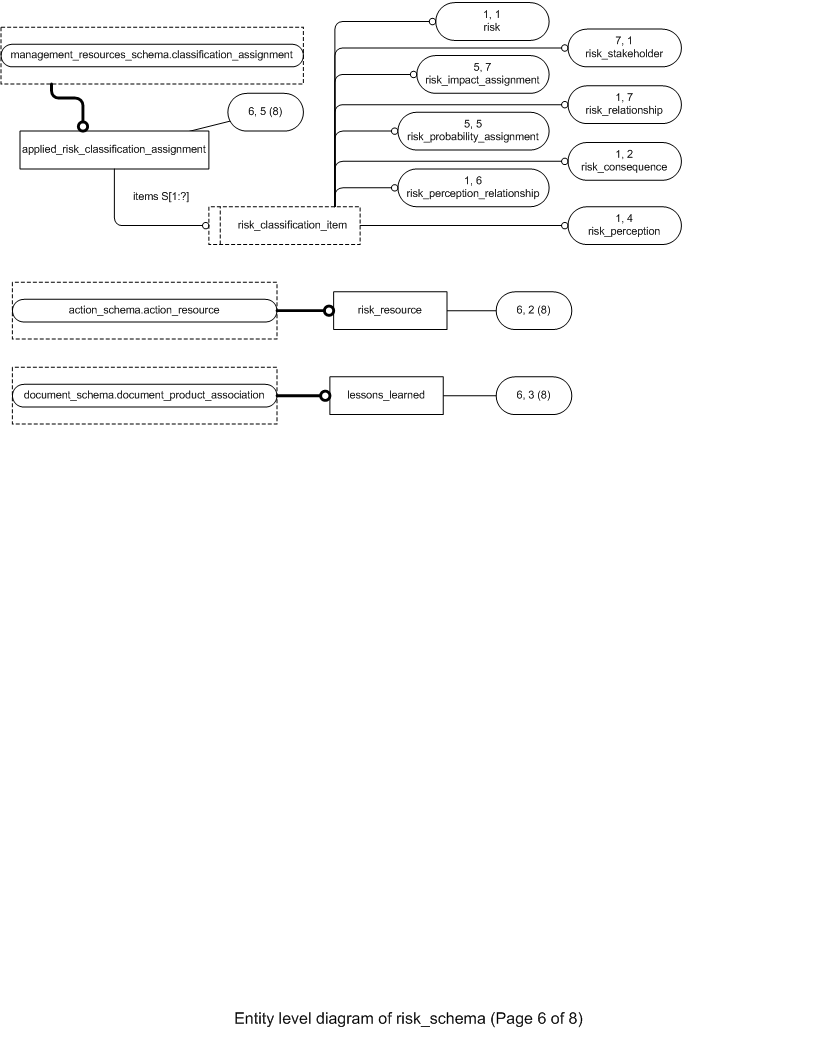 1, 1
risk
management_resources_schema.classification_assignment
7, 1
risk_stakeholder
5, 7
risk_impact_assignment
6, 5 (8)
1, 7
risk_relationship
applied_risk_classification_assignment
5, 5
risk_probability_assignment
1, 2
risk_consequence
items S[1:?]
1, 6
risk_perception_relationship
risk_classification_item
1, 4
risk_perception
action_schema.action_resource
risk_resource
6, 2 (8)
document_schema.document_product_association
lessons_learned
6, 3 (8)
Entity level diagram of risk_schema (Page 6 of 8)